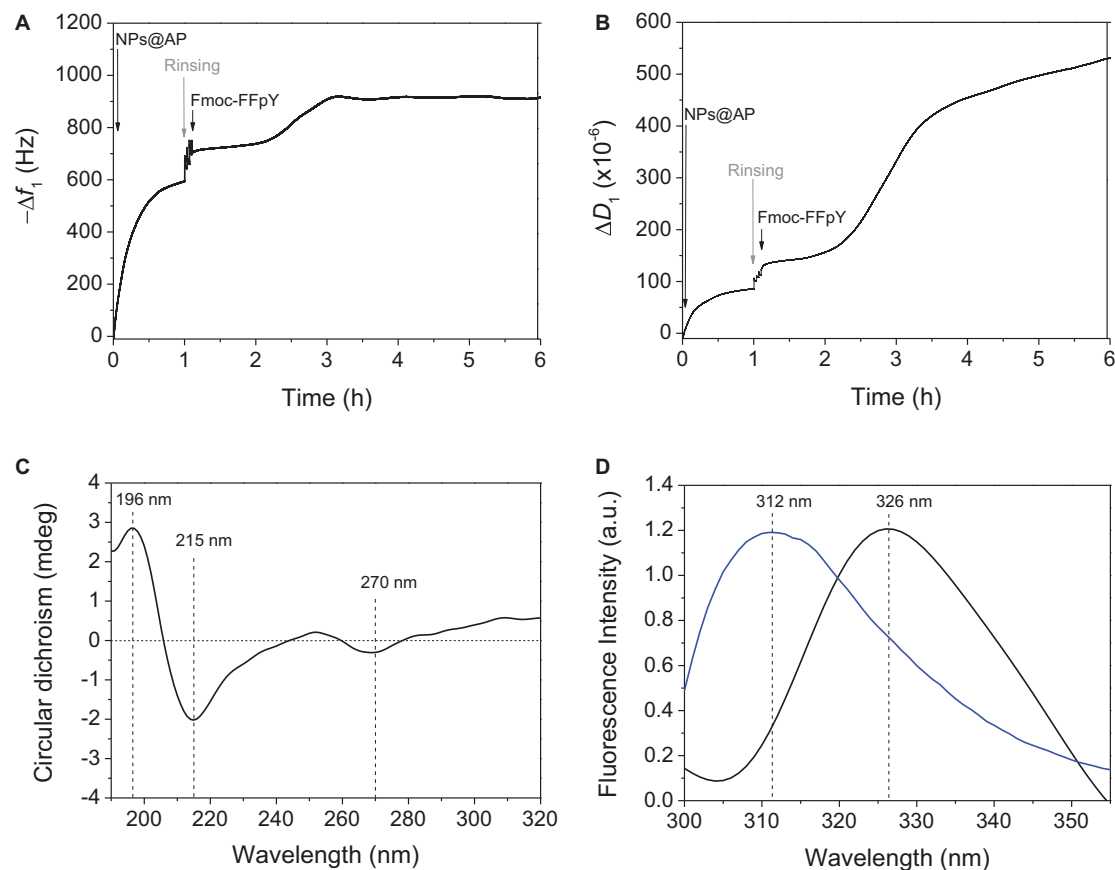 A
1200
1000
800
600
400
200
0
−Δf1 (Hz)
NPs@AP
Rinsing
Fmoc-FFpY
0 1 2 3 4 5 6
Time (h)
B
600
500
400
300
200
100
0
ΔD1 (x10-6)
NPs@AP
Rinsing
Fmoc-FFpY
0 1 2 3 4 5 6
Time (h)
C
4
3
2
1
0
-1
-2
-3
-4
Circular dichroism (mdeg)
196 nm
215 nm
270 nm
200 220 240 260 280 300 320
Wavelength (nm)
D
1.4
1.2
1.0
0.8
0.6
0.4
0.2
0.0
Fluorescence Intensity (a.u.)
312 nm 326 nm
300 310 320 330 340 350
Wavelength (nm)